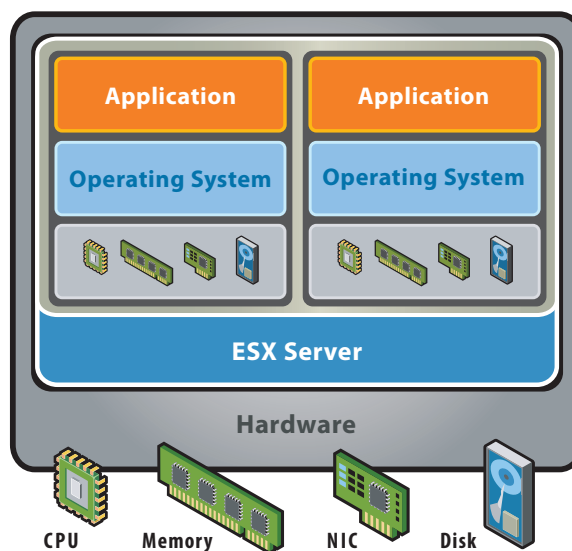 Application Application
Operating System Operating System
ESX Server
Hardware
CPU Memory NIC Disk